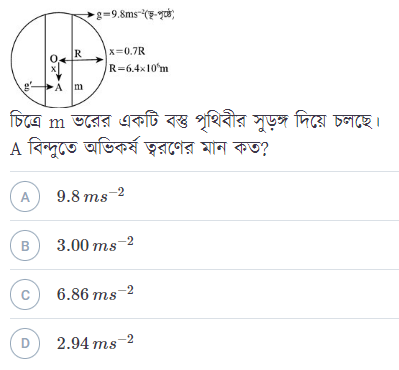 g=9.8ms⁻²(ভূ-পৃষ্ঠে)
R
O
x=0.7R
x
R=6.4×10⁶m
g′
A
m
চিত্রে m ভরের একটি বস্তু পৃথিবীর সুড়ঙ্গ দিয়ে চলছে।
A বিন্দুতে অভিকর্ষ ত্বরণের মান কত?
A 9.8 ms⁻²
B 3.00 ms⁻²
C 6.86 ms⁻²
D 2.94 ms⁻²